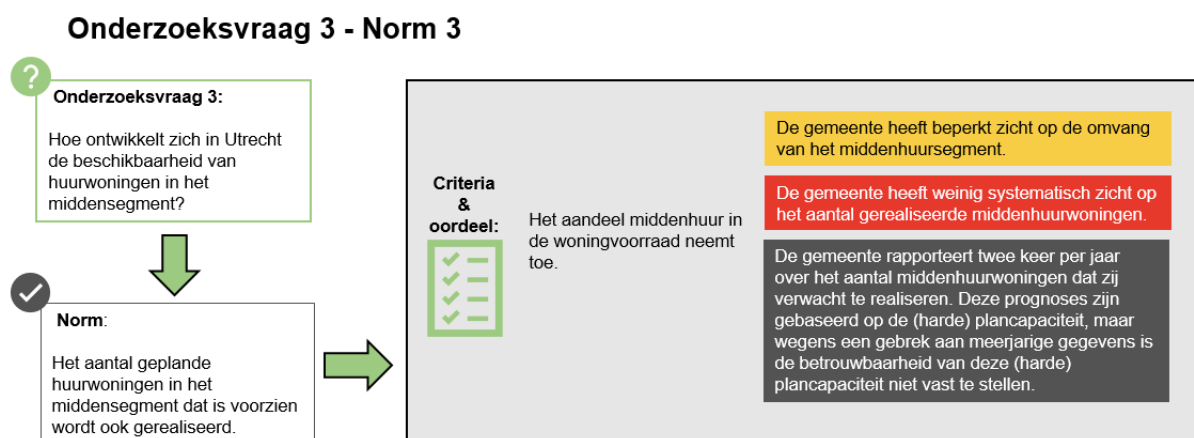 Onderzoeksvraag 3 - Norm 3
?
Onderzoeksvraag 3:
Hoe ontwikkelt zich in Utrecht
de beschikbaarheid van
huurwoningen in het
middensegment?
Norm:
Het aantal geplande
huurwoningen in het
middensegment dat is voorzien
wordt ook gerealiseerd.
Criteria
&
oordeel:
Het aandeel middenhuur in
de woningvoorraad neemt
toe.
De gemeente heeft beperkt zicht op de omvang
van het middenhuursegment.
De gemeente heeft weinig systematisch zicht op
het aantal gerealiseerde middenhuurwoningen.
De gemeente rapporteert twee keer per jaar
over het aantal middenhuurwoningen dat zij
verwacht te realiseren. Deze prognoses zijn
gebaseerd op de (harde) plancapaciteit, maar
wegens een gebrek aan meerjarige gegevens is
de betrouwbaarheid van deze (harde)
plancapaciteit niet vast te stellen.